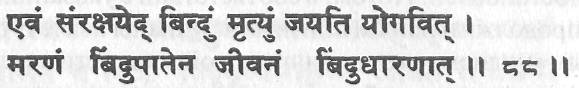 एवं संरक्षयेद् बिन्दुं मृत्युं जयति योगवित् ।
मरणं बिंदुपातेन जीवनं बिंदुधारणात् ।। ८८ ।।